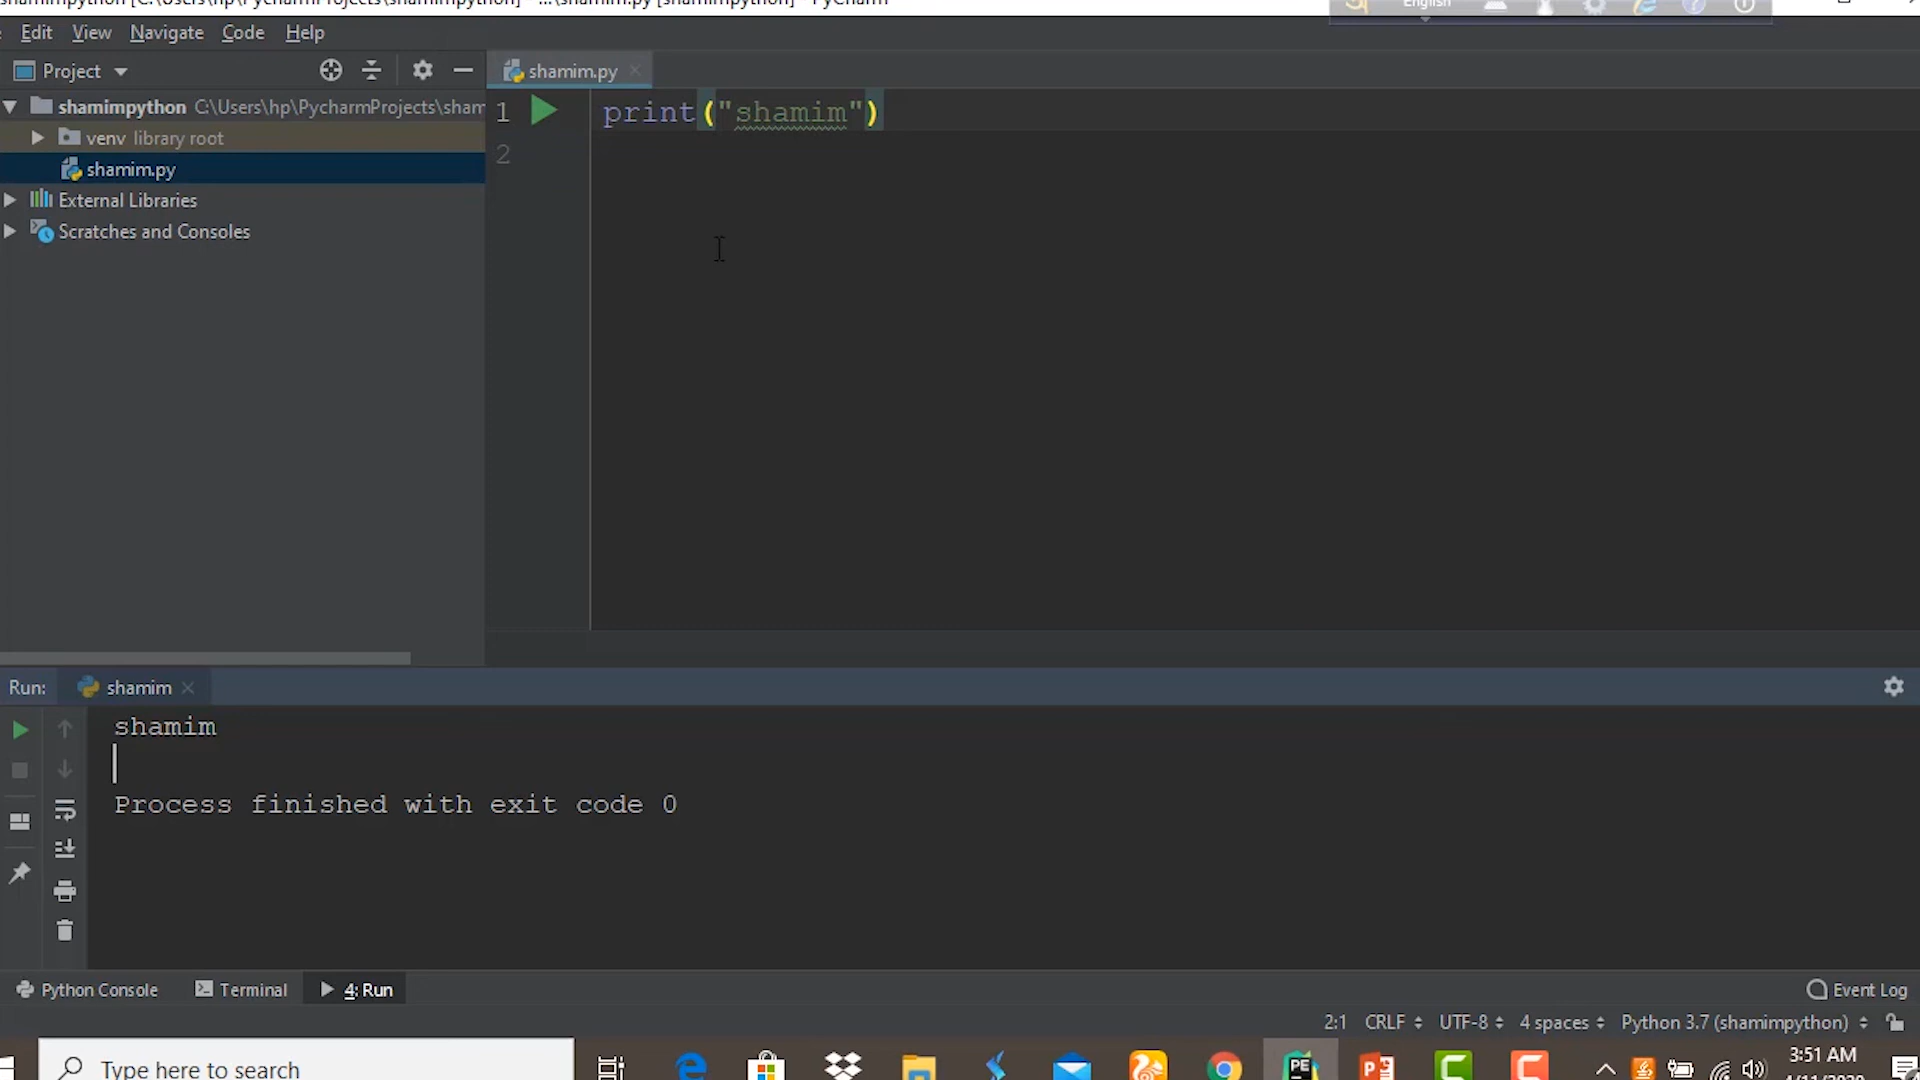 Edit View Navigate Code Help
Project
shamim.py
shamimpython C:\Users\hp\PycharmProjects\sham
venv library root
shamim.py
External Libraries
Scratches and Consoles
1 print("shamim")
2
Run: shamim
shamim
Process finished with exit code 0
Python Console Terminal 4: Run Event Log
2:1 CRLF UTF-8 4 spaces Python 3.7 (shamimpython)
Type here to search
3:51 AM